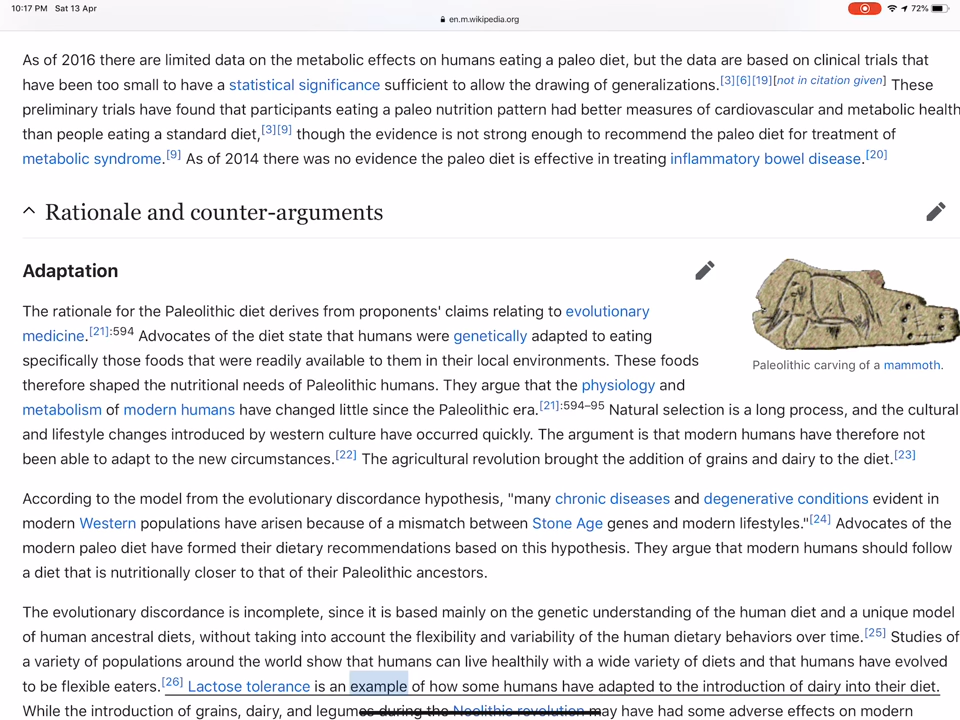 10:17 PM Sat 13 Apr
72%
en.m.wikipedia.org
As of 2016 there are limited data on the metabolic effects on humans eating a paleo diet, but the data are based on clinical trials that
have been too small to have a statistical significance sufficient to allow the drawing of generalizations.[3][6][19][not in citation given] These
preliminary trials have found that participants eating a paleo nutrition pattern had better measures of cardiovascular and metabolic health
than people eating a standard diet,[3][9] though the evidence is not strong enough to recommend the paleo diet for treatment of
metabolic syndrome.[9] As of 2014 there was no evidence the paleo diet is effective in treating inflammatory bowel disease.[20]
Rationale and counter-arguments
Adaptation
The rationale for the Paleolithic diet derives from proponents' claims relating to evolutionary
medicine.[21]:594 Advocates of the diet state that humans were genetically adapted to eating
specifically those foods that were readily available to them in their local environments. These foods
therefore shaped the nutritional needs of Paleolithic humans. They argue that the physiology and
metabolism of modern humans have changed little since the Paleolithic era.[21]:594–95 Natural selection is a long process, and the cultural
and lifestyle changes introduced by western culture have occurred quickly. The argument is that modern humans have therefore not
been able to adapt to the new circumstances.[22] The agricultural revolution brought the addition of grains and dairy to the diet.[23]
Paleolithic carving of a mammoth.
According to the model from the evolutionary discordance hypothesis, "many chronic diseases and degenerative conditions evident in
modern Western populations have arisen because of a mismatch between Stone Age genes and modern lifestyles."[24] Advocates of the
modern paleo diet have formed their dietary recommendations based on this hypothesis. They argue that modern humans should follow
a diet that is nutritionally closer to that of their Paleolithic ancestors.
The evolutionary discordance is incomplete, since it is based mainly on the genetic understanding of the human diet and a unique model
of human ancestral diets, without taking into account the flexibility and variability of the human dietary behaviors over time.[25] Studies of
a variety of populations around the world show that humans can live healthily with a wide variety of diets and that humans have evolved
to be flexible eaters.[26] Lactose tolerance is an example of how some humans have adapted to the introduction of dairy into their diet.
While the introduction of grains, dairy, and legumes during the Neolithic revolution may have had some adverse effects on modern